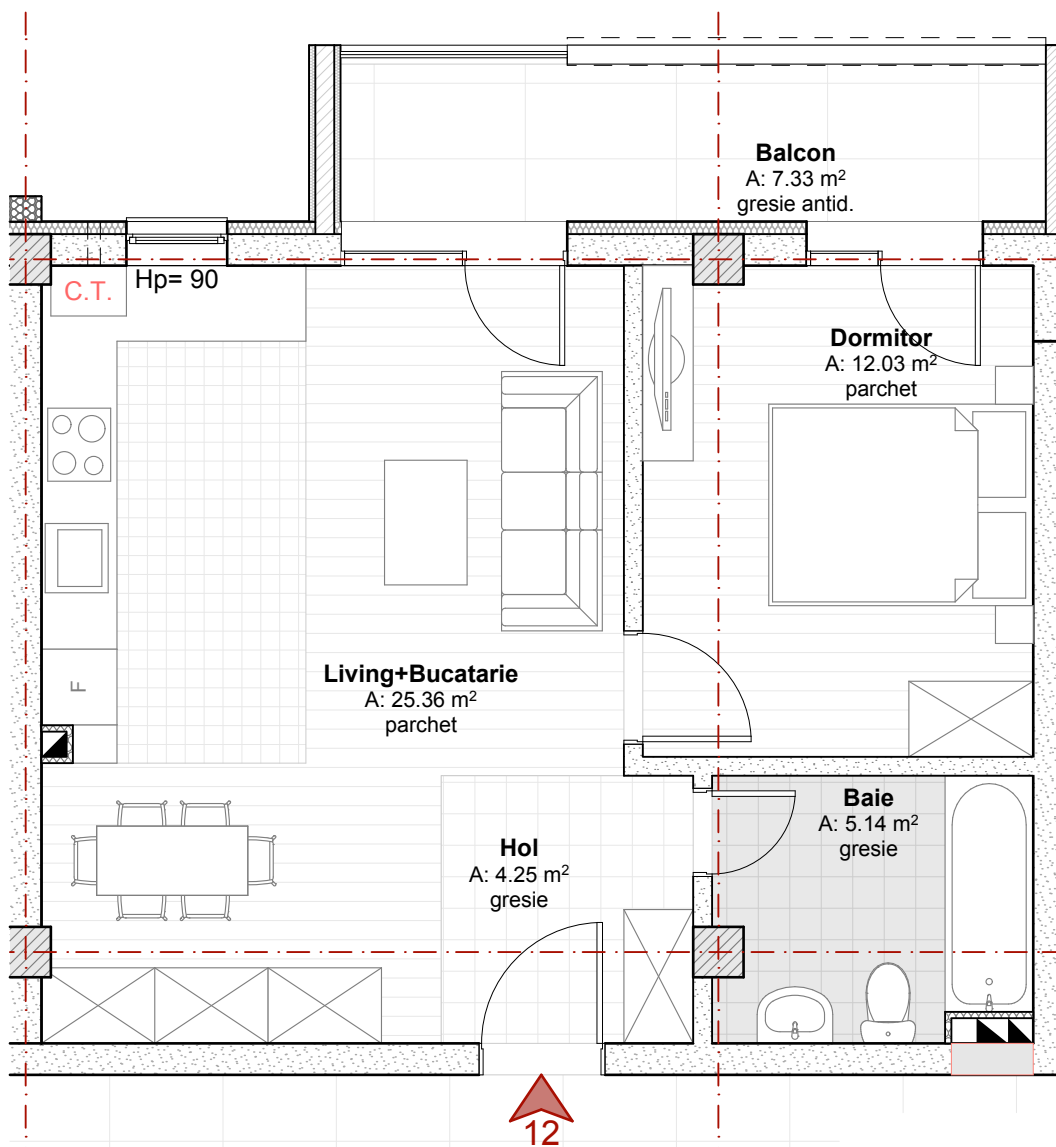 Balcon
A: 7.33 m²
gresie antid.
Hp= 90
C.T.
Dormitor
A: 12.03 m²
parchet
Living+Bucatarie
A: 25.36 m²
parchet
F
Baie
A: 5.14 m²
gresie
Hol
A: 4.25 m²
gresie
12